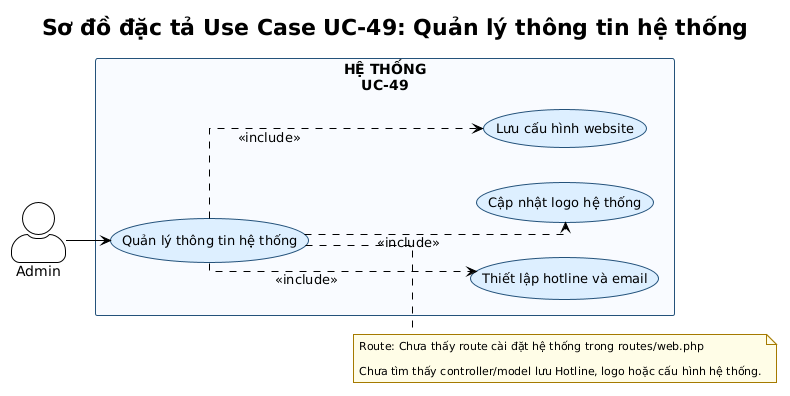 Sơ đồ đặc tả Use Case UC-49: Quản lý thông tin hệ thống
HỆ THỐNG
UC-49
Lưu cấu hình website
«include»
Cập nhật logo hệ thống
Quản lý thông tin hệ thống
«include»
Admin
«include»
Thiết lập hotline và email
Route: Chưa thấy route cài đặt hệ thống trong routes/web.php
Chưa tìm thấy controller/model lưu Hotline, logo hoặc cấu hình hệ thống.